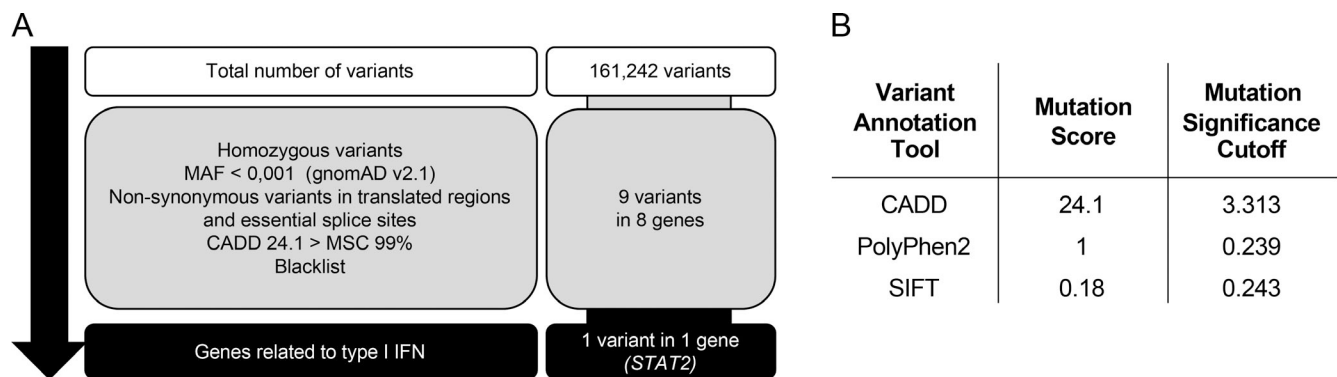 A
Total number of variants
161,242 variants
Homozygous variants
MAF < 0,001 (gnomAD v2.1)
Non-synonymous variants in translated regions
and essential splice sites
CADD 24.1 > MSC 99%
Blacklist
9 variants
in 8 genes
Genes related to type I IFN
1 variant in 1 gene
(STAT2)
B
Variant
Annotation
Tool
Mutation
Score
Mutation
Significance
Cutoff
CADD
24.1
3.313
PolyPhen2
1
0.239
SIFT
0.18
0.243